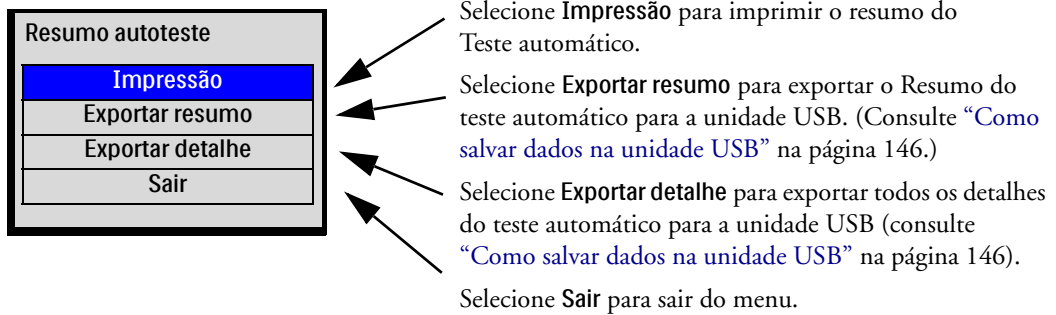 Resumo autoteste
Impressão
Exportar resumo
Exportar detalhe
Sair
Selecione Impressão para imprimir o resumo do
Teste automático.
Selecione Exportar resumo para exportar o Resumo do
teste automático para a unidade USB. (Consulte “Como
salvar dados na unidade USB” na página 146.)
Selecione Exportar detalhe para exportar todos os detalhes
do teste automático para a unidade USB (consulte
“Como salvar dados na unidade USB” na página 146).
Selecione Sair para sair do menu.